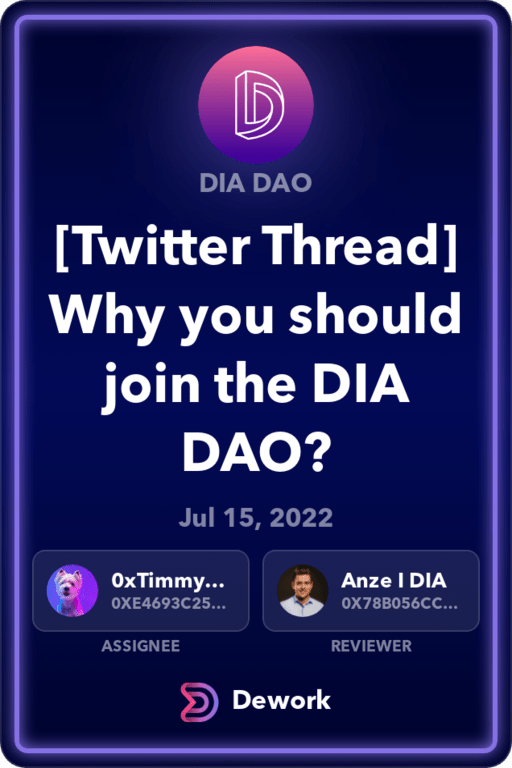 DIA DAO
[Twitter Thread]
Why you should
join the DIA
DAO?
Jul 15, 2022
0xTimmy...
0XE4693C25...
Anze I DIA
0X78B056CC...
ASSIGNEE
REVIEWER
Dework